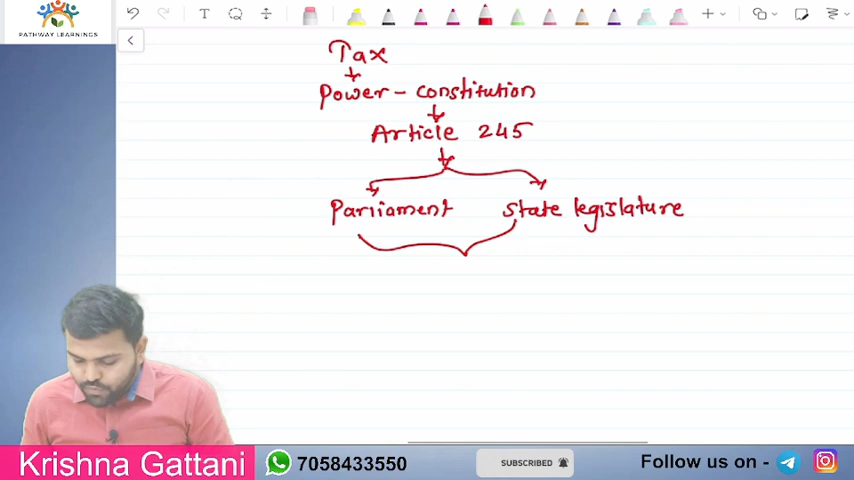 PATHWAY LEARNINGS
T
Tax
Power - constitution
Article 245
Parliament State legislature
Krishna Gattani 7058433550 SUBSCRIBED Follow us on -